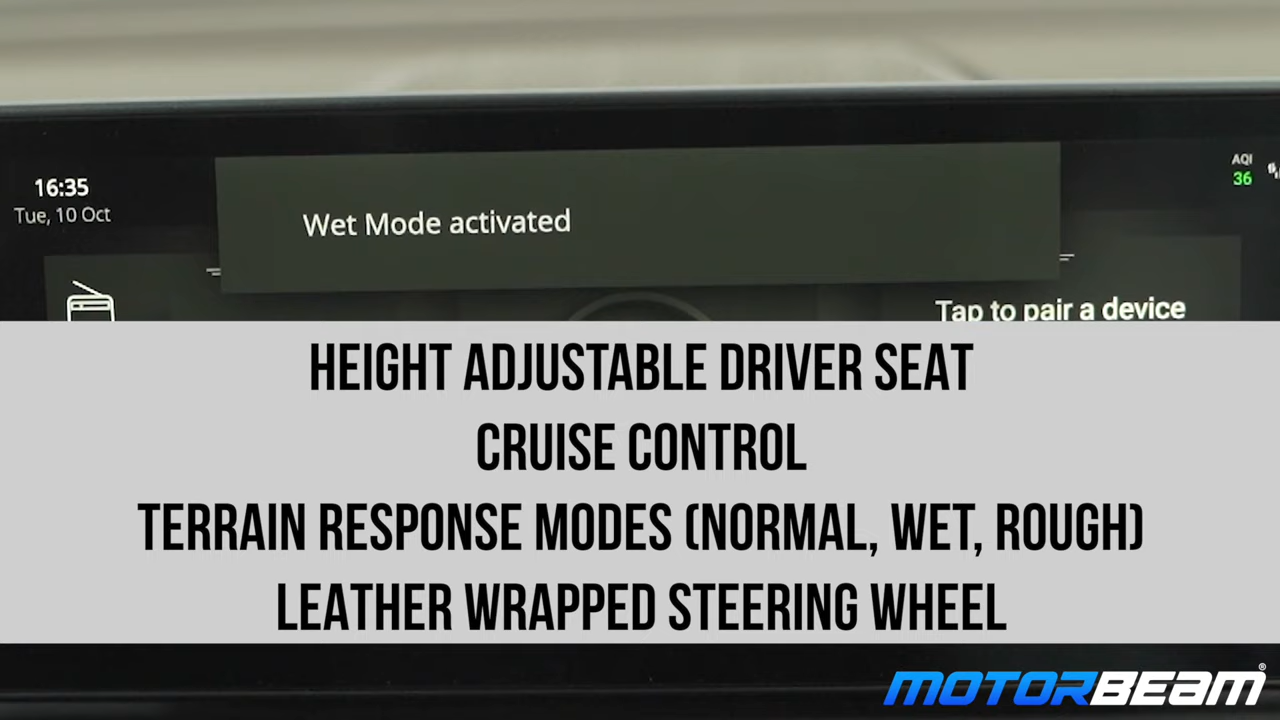 16:35
Tue, 10 Oct
Wet Mode activated
AQI
36
Tap to pair a device
HEIGHT ADJUSTABLE DRIVER SEAT
CRUISE CONTROL
TERRAIN RESPONSE MODES (NORMAL, WET, ROUGH)
LEATHER WRAPPED STEERING WHEEL
MOTORBEAM®